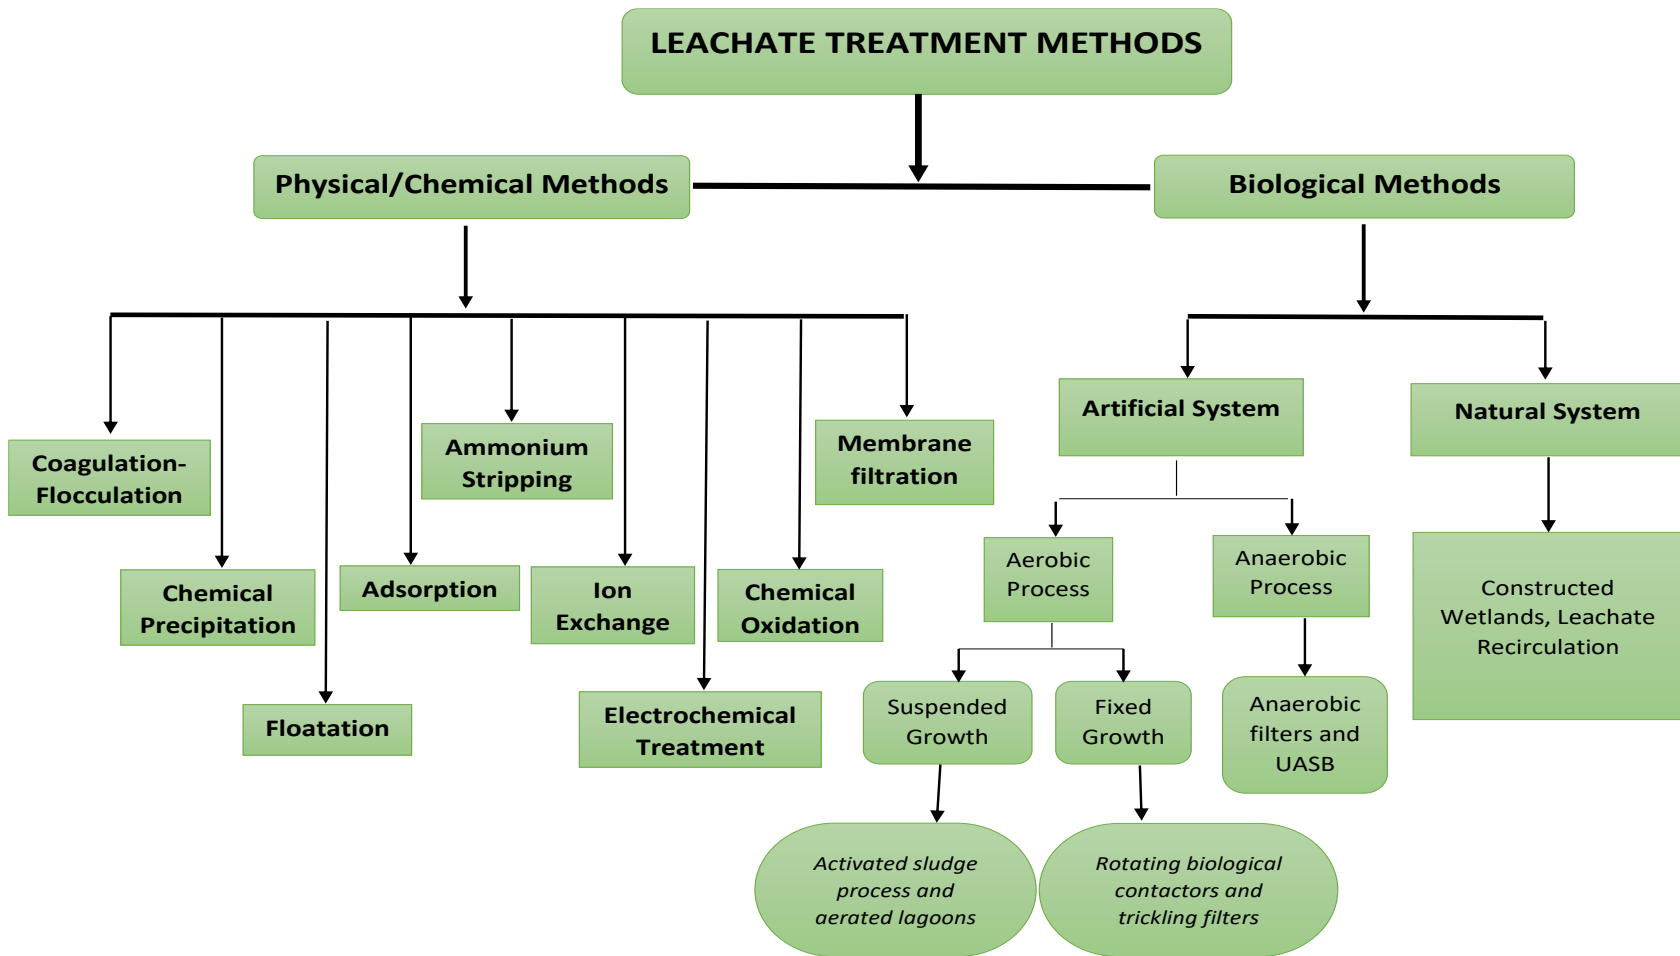 LEACHATE TREATMENT METHODS
Physical/Chemical Methods
Biological Methods
Coagulation-
Flocculation
Chemical
Precipitation
Floatation
Adsorption
Ammonium
Stripping
Ion
Exchange
Electrochemical
Treatment
Chemical
Oxidation
Membrane
filtration
Artificial System
Natural System
Aerobic
Process
Anaerobic
Process
Constructed
Wetlands, Leachate
Recirculation
Suspended
Growth
Fixed
Growth
Anaerobic
filters and
UASB
Activated sludge
process and
aerated lagoons
Rotating biological
contactors and
trickling filters